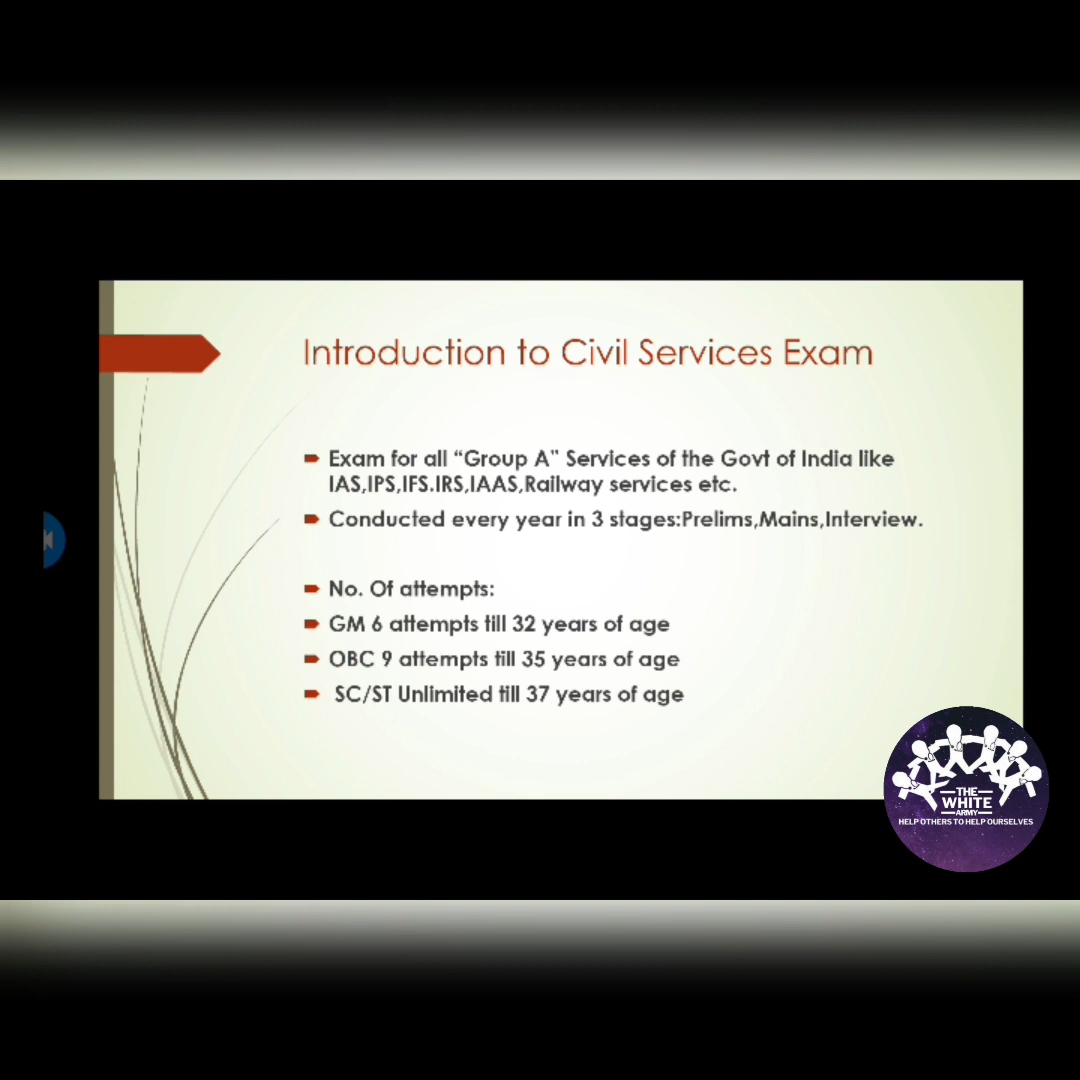 Introduction to Civil Services Exam
Exam for all “Group A” Services of the Govt of India like
IAS,IPS,IFS.IRS,IAAS,Railway services etc.
Conducted every year in 3 stages:Prelims,Mains,Interview.
No. Of attempts:
GM 6 attempts till 32 years of age
OBC 9 attempts till 35 years of age
SC/ST Unlimited till 37 years of age
THE
WHITE
ARMY
HELP OTHERS TO HELP OURSELVES